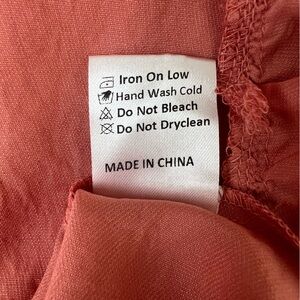 Iron On Low
Hand Wash Cold
Do Not Bleach
Do Not Dryclean
MADE IN CHINA